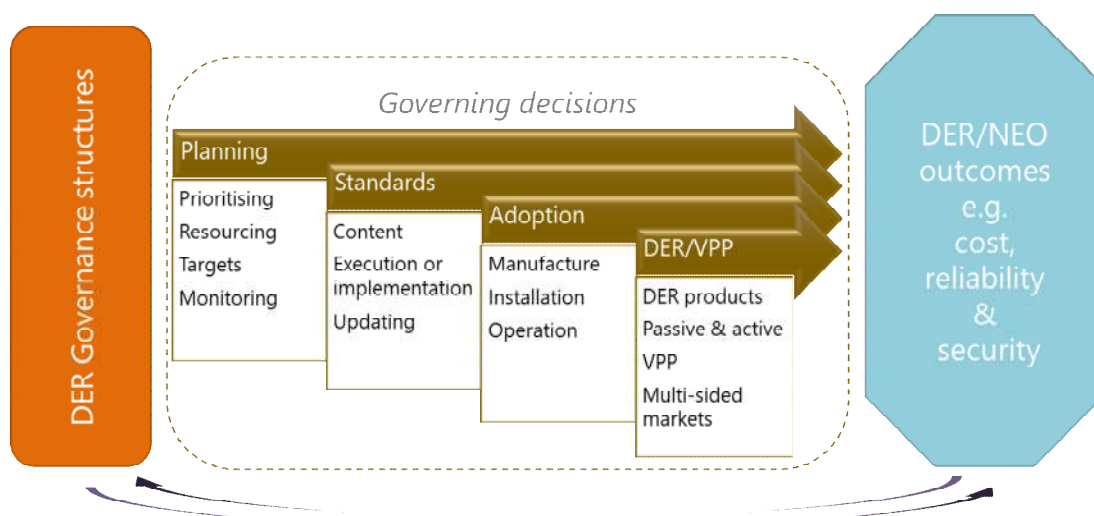 DER Governance structures
Governing decisions
Planning
Prioritising
Resourcing
Targets
Monitoring
Standards
Content
Execution or
implementation
Updating
Adoption
Manufacture
Installation
Operation
DER/VPP
DER products
Passive & active
VPP
Multi-sided
markets
DER/NEO
outcomes
e.g.
cost,
reliability
&
security